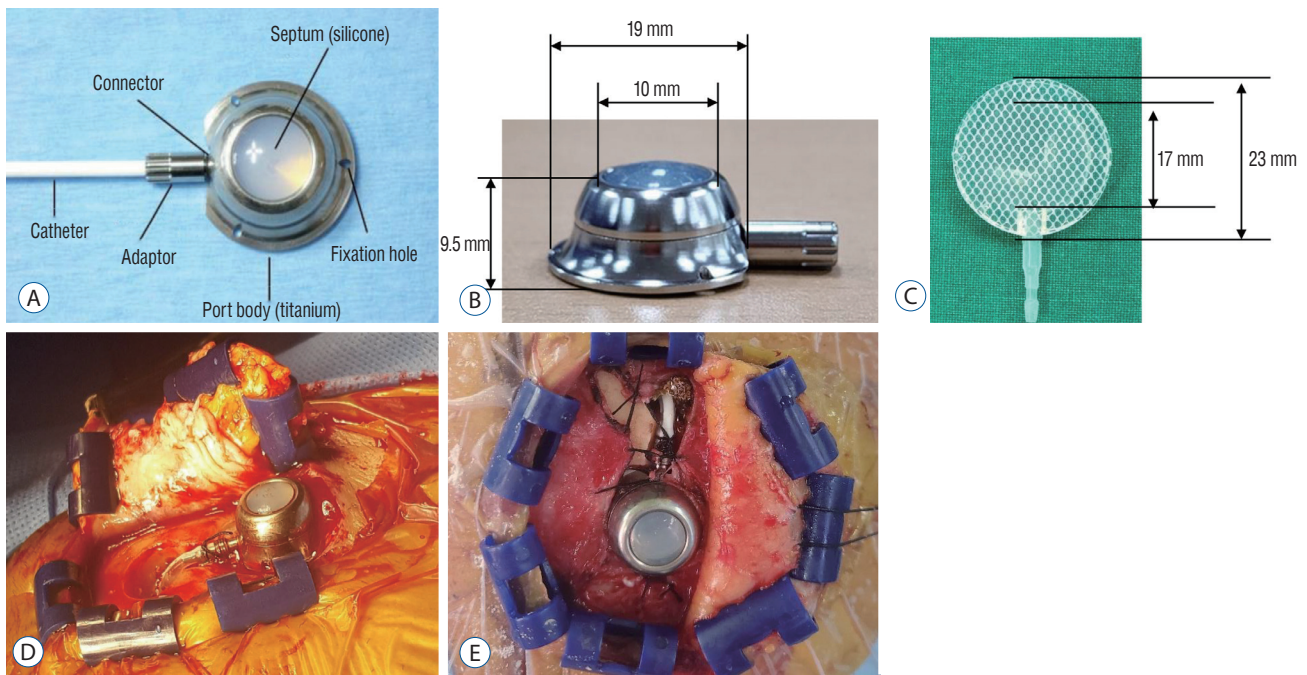 Septum (silicone)
Connector
Catheter
Adaptor
Fixation hole
Port body (titanium)
A
19 mm
10 mm
9.5 mm
B
17 mm
23 mm
C
D
E